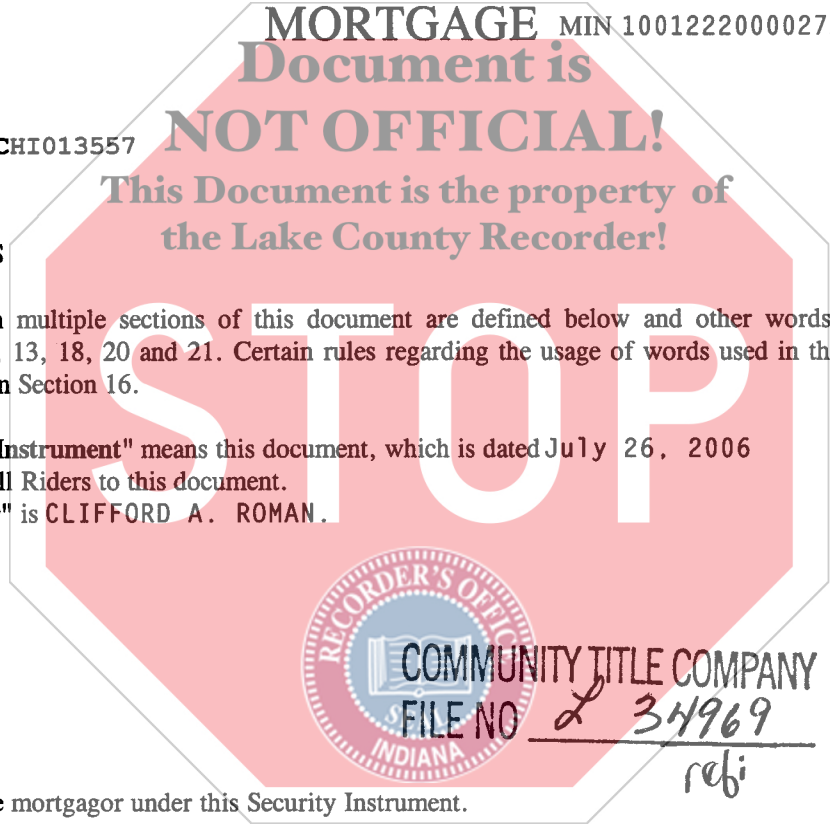 MORTGAGE MIN 1001222000027
Document is
NOT OFFICIAL!
CHI013557
This Document is the property of
the Lake County Recorder!
S
multiple sections of this document are defined below and other words
13, 18, 20 and 21. Certain rules regarding the usage of words used in th
n Section 16.
Instrument" means this document, which is dated July 26, 2006
ll Riders to this document.
" is CLIFFORD A. ROMAN.
STOP
RECORDER'S OFFICE
SEAL
INDIANA
COMMUNITY TITLE COMPANY
FILE NO L 34969
refi
e mortgagor under this Security Instrument.